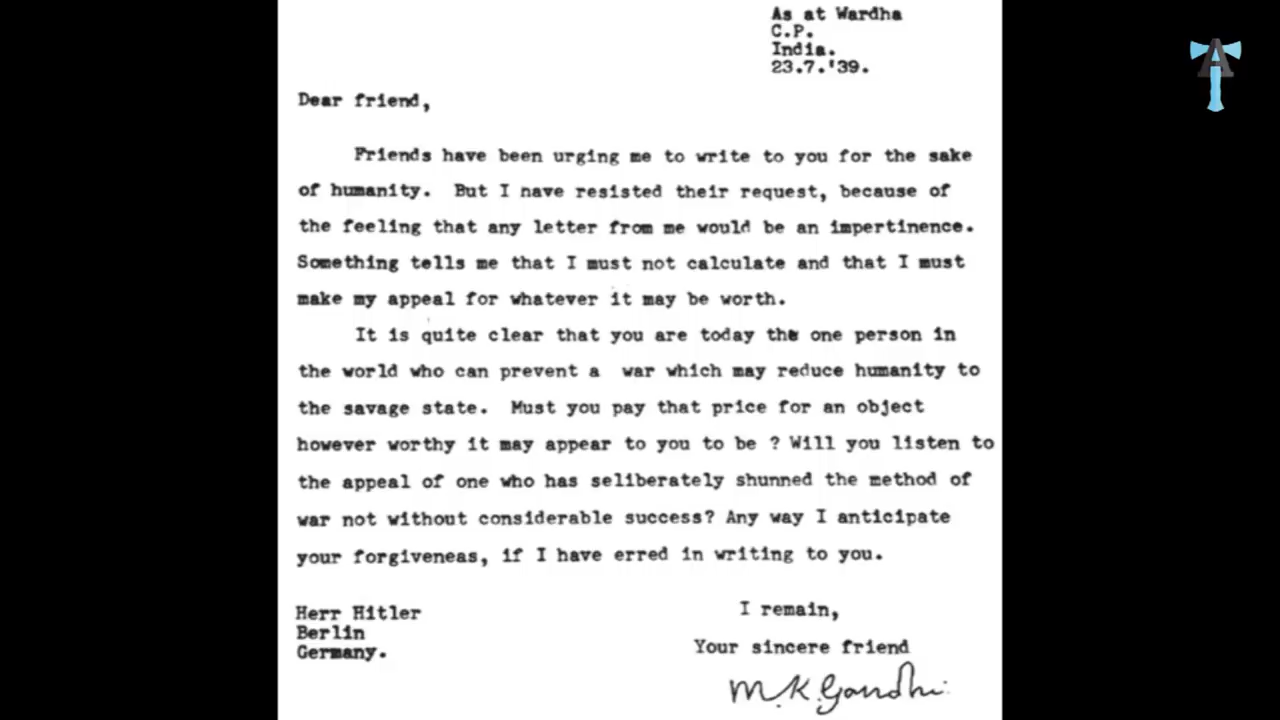 As at Wardha
C.P.
India.
23.7.'39.
Dear friend,
Friends have been urging me to write to you for the sake
of humanity. But I nave resisted their request, because of
the feeling that any letter from me would be an impertinence.
Something tells me that I must not calculate and that I must
make my appeal for whatever it may be worth.
It is quite clear that you are today the one person in
the world who can prevent a war which may reduce humanity to
the savage state. Must you pay that price for an object
however worthy it may appear to you to be ? Will you listen to
the appeal of one who has seliberately shunned the method of
war not without considerable success? Any way I anticipate
your forgiveneas, if I have erred in writing to you.
I remain,
Your sincere friend
M.K.Gandhi
Herr Hitler
Berlin
Germany.